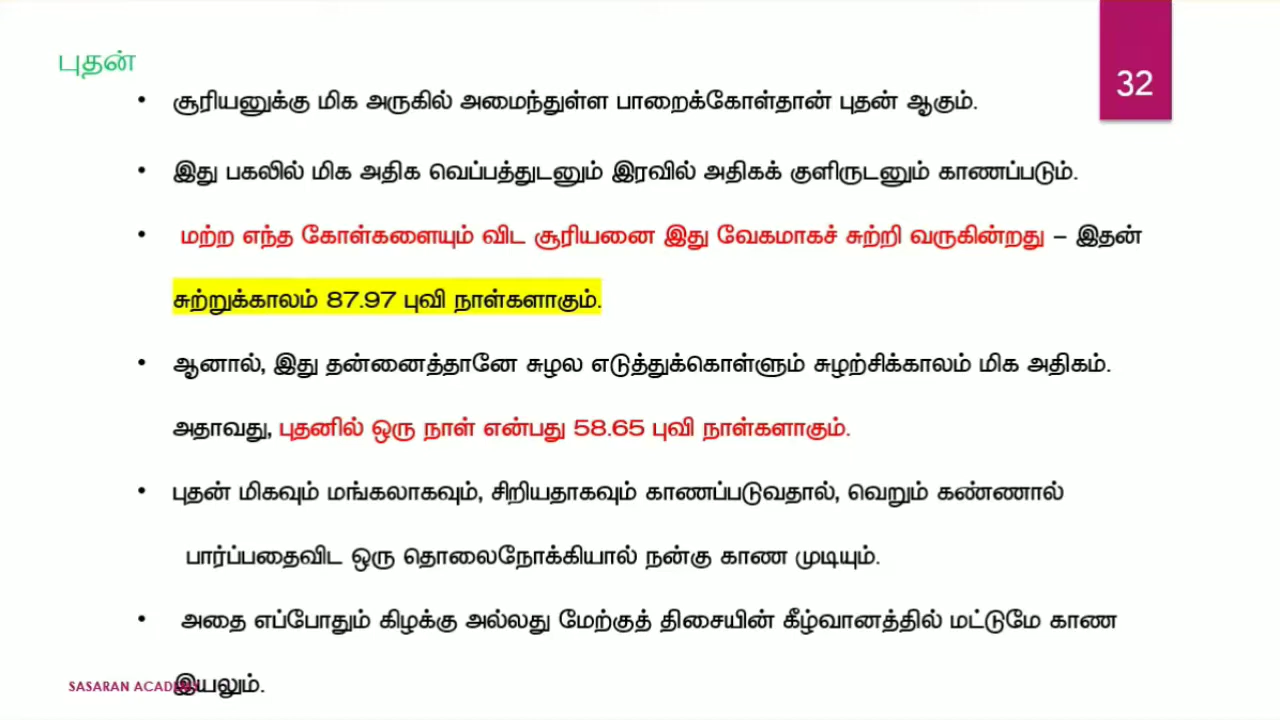 புதன்
32
• சூரியனுக்கு மிக அருகில் அமைந்துள்ள பாறைக்கோள்தான் புதன் ஆகும்.
• இது பகலில் மிக அதிக வெப்பத்துடனும் இரவில் அதிகக் குளிருடனும் காணப்படும்.
• மற்ற எந்த கோள்களையும் விட சூரியனை இது வேகமாகச் சுற்றி வருகின்றது – இதன்
சுற்றுக்காலம் 87.97 புவி நாள்களாகும்.
• ஆனால், இது தன்னைத்தானே சுழல எடுத்துக்கொள்ளும் சுழற்சிக்காலம் மிக அதிகம்.
அதாவது, புதனில் ஒரு நாள் என்பது 58.65 புவி நாள்களாகும்.
• புதன் மிகவும் மங்கலாகவும், சிறியதாகவும் காணப்படுவதால், வெறும் கண்ணால்
பார்ப்பதைவிட ஒரு தொலைநோக்கியால் நன்கு காண முடியும்.
• அதை எப்போதும் கிழக்கு அல்லது மேற்குத் திசையின் கீழ்வானத்தில் மட்டுமே காண
இயலும்.
SASARAN ACADEMY